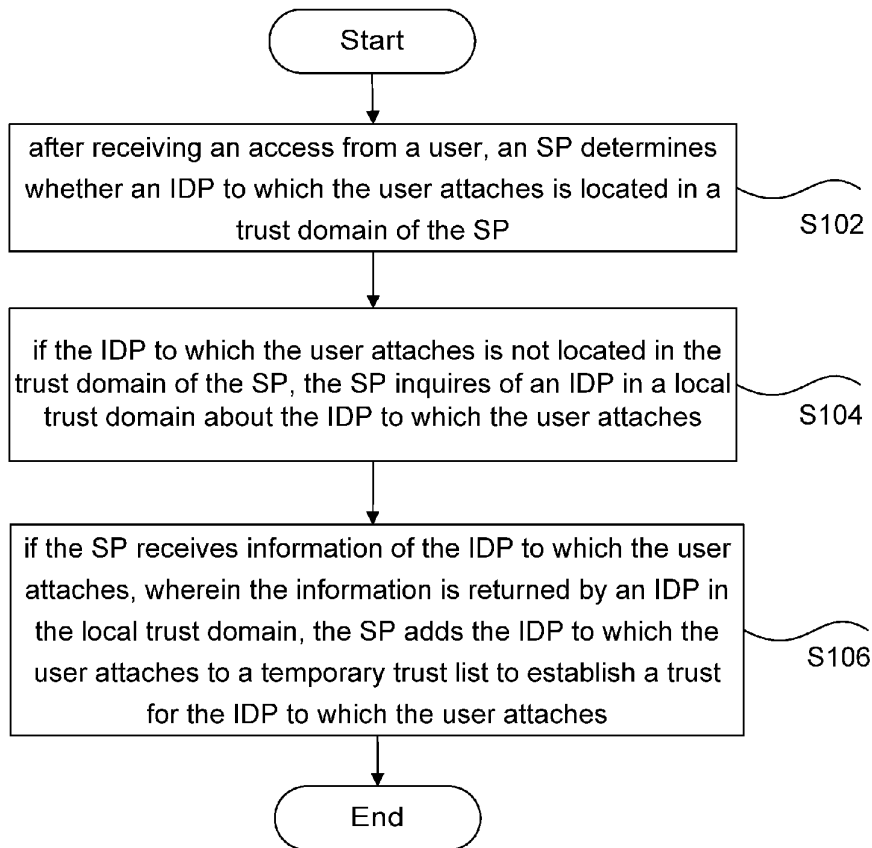 Start
after receiving an access from a user, an SP determines
whether an IDP to which the user attaches is located in a
trust domain of the SP
S102
if the IDP to which the user attaches is not located in the
trust domain of the SP, the SP inquires of an IDP in a local
trust domain about the IDP to which the user attaches
S104
if the SP receives information of the IDP to which the user
attaches, wherein the information is returned by an IDP in
the local trust domain, the SP adds the IDP to which the
user attaches to a temporary trust list to establish a trust
for the IDP to which the user attaches
S106
End